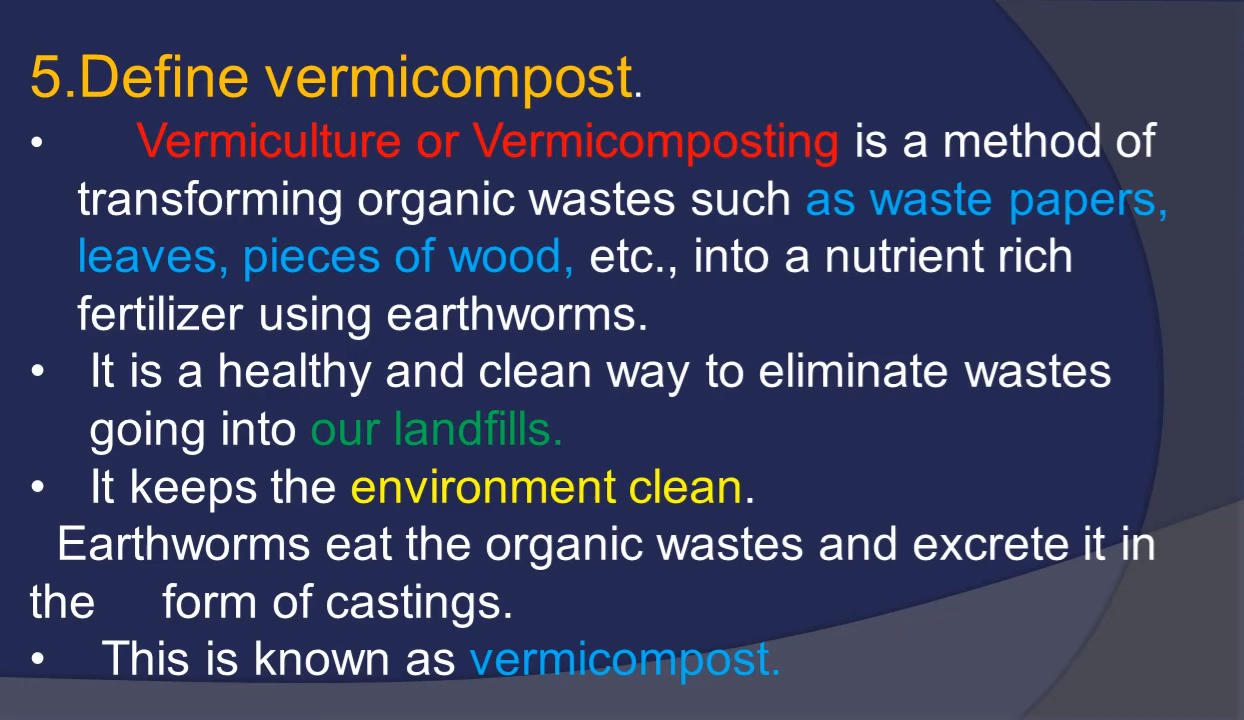 5.Define vermicompost.
• Vermiculture or Vermicomposting is a method of
transforming organic wastes such as waste papers,
leaves, pieces of wood, etc., into a nutrient rich
fertilizer using earthworms.
• It is a healthy and clean way to eliminate wastes
going into our landfills.
• It keeps the environment clean.
Earthworms eat the organic wastes and excrete it in
the form of castings.
• This is known as vermicompost.